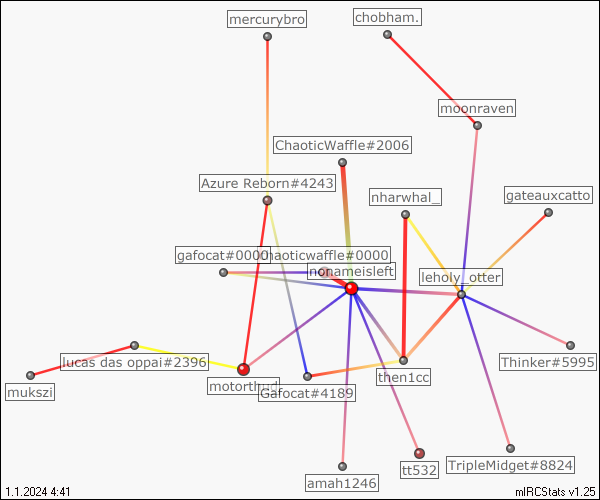 mercurybro
chobham.
moonraven
ChaoticWaffle#2006
Azure Reborn#4243
nharwhal_
gateauxcatto
gafocat#0000
chaoticwaffle#0000
nonameisleft
leholy_otter
lucas das oppai#2396
Thinker#5995
mukszi
then1cc
Gafocat#4189
tt532
TripleMidget#8824
amah1246
1.1.2024 4:41
mIRCStats v1.25